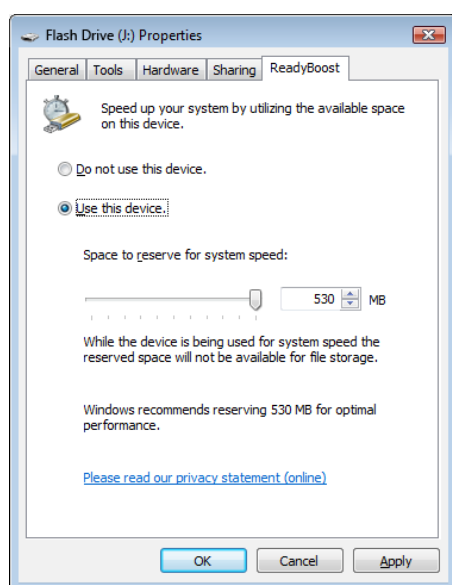 Flash Drive (J:) Properties
General Tools Hardware Sharing ReadyBoost
Speed up your system by utilizing the available space
on this device.
Do not use this device.
Use this device.
Space to reserve for system speed:
530 MB
While the device is being used for system speed the
reserved space will not be available for file storage.
Windows recommends reserving 530 MB for optimal
performance.
Please read our privacy statement (online)
OK Cancel Apply